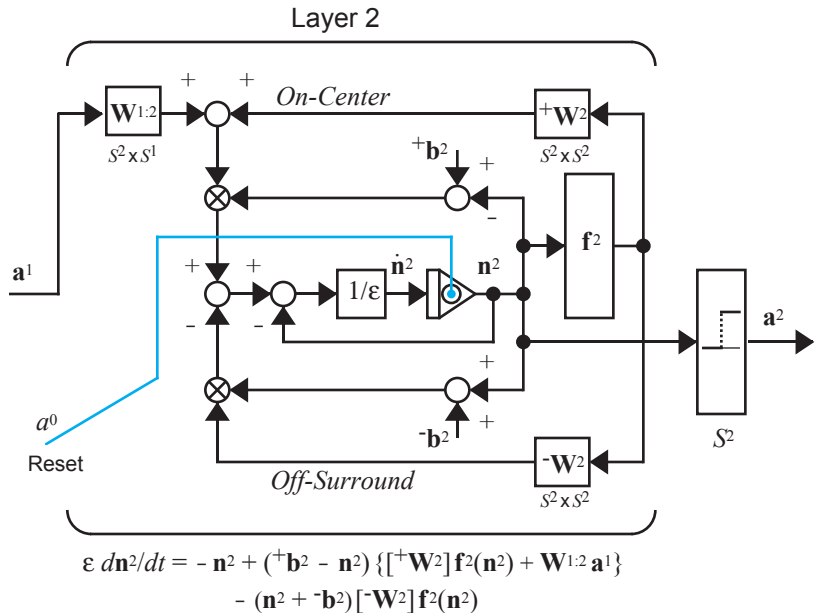 Layer 2
+ + W1:2 + On-Center +W2
S2 x S1 S2 x S2
+b2 +
-
f2
a1
ṅ2 n2
+ + 1/ε
- -
a2
+
a0
-b2 +
Reset
-W2 S2
Off-Surround
S2 x S2
ε dn2/dt = - n2 + (+b2 - n2) {[+W2] f2(n2) + W1:2 a1}
- (n2 + -b2) [-W2] f2(n2)